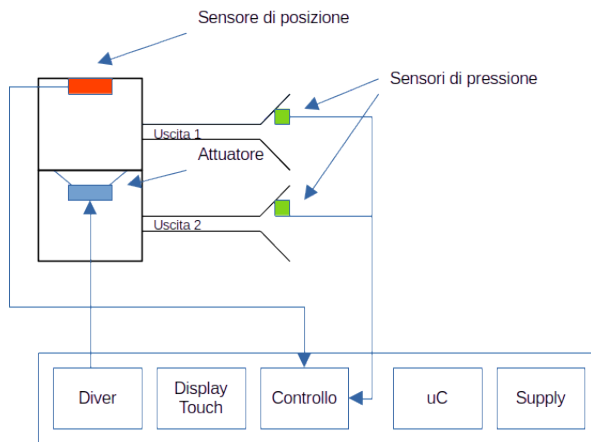 Sensore di posizione
Sensori di pressione
Uscita 1
Attuatore
Uscita 2
Diver
Display
Touch
Controllo
uC
Supply